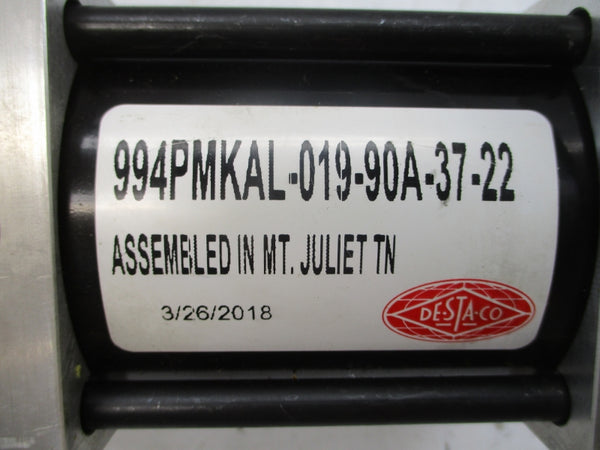 994PMKAL-019-90A-37-22
ASSEMBLED IN MT. JULIET TN
3/26/2018
DE-STA-CO